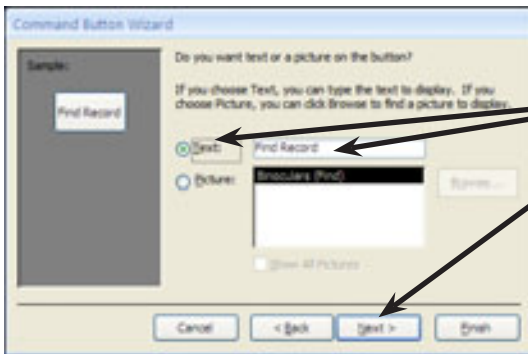 Command Button Wizard
Sample:
Find Record
Do you want text or a picture on the button?
If you choose Text, you can type the text to display. If you
choose Picture, you can click Browse to find a picture to display.
Text: Find Record
Picture: Binoculars (Find)
Browse...
Show All Pictures
Cancel < Back Next > Finish